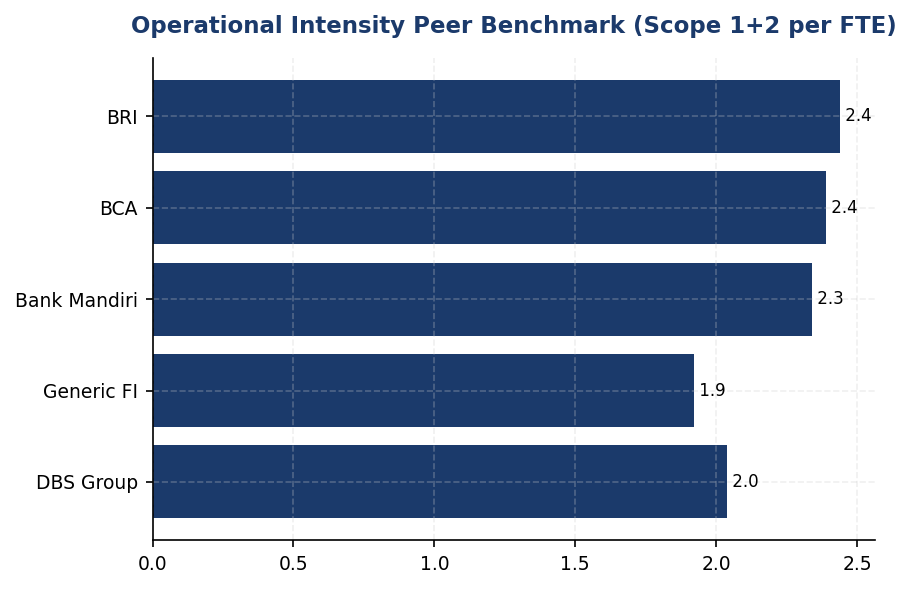 Operational Intensity Peer Benchmark (Scope 1+2 per FTE)
BRI 2.4
BCA 2.4
Bank Mandiri 2.3
Generic FI 1.9
DBS Group 2.0
0.0 0.5 1.0 1.5 2.0 2.5